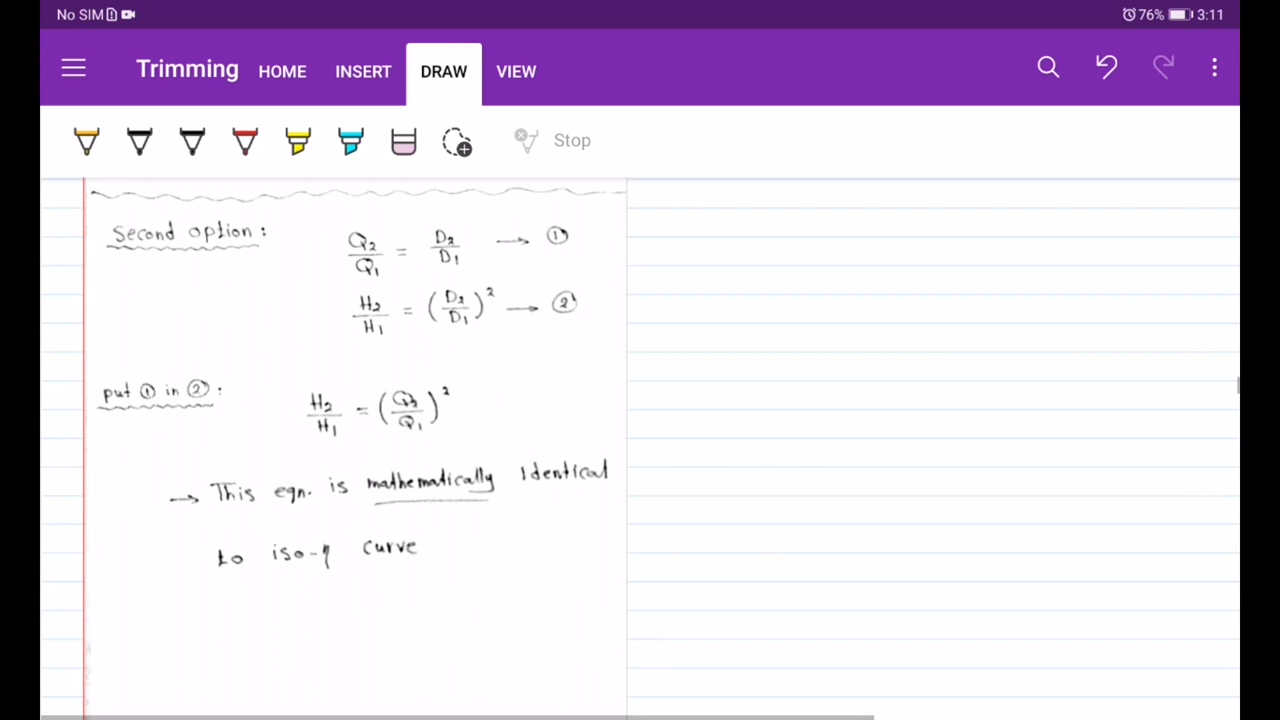 No SIM 76% 3:11
Trimming HOME INSERT DRAW VIEW
Stop
Second option:
Q₂/Q₁ = D₂/D₁ → ①
H₂/H₁ = (D₂/D₁)² → ②
put ① in ②:
H₂/H₁ = (Q₂/Q₁)²
→ This eqn. is mathematically identical
to iso-η curve